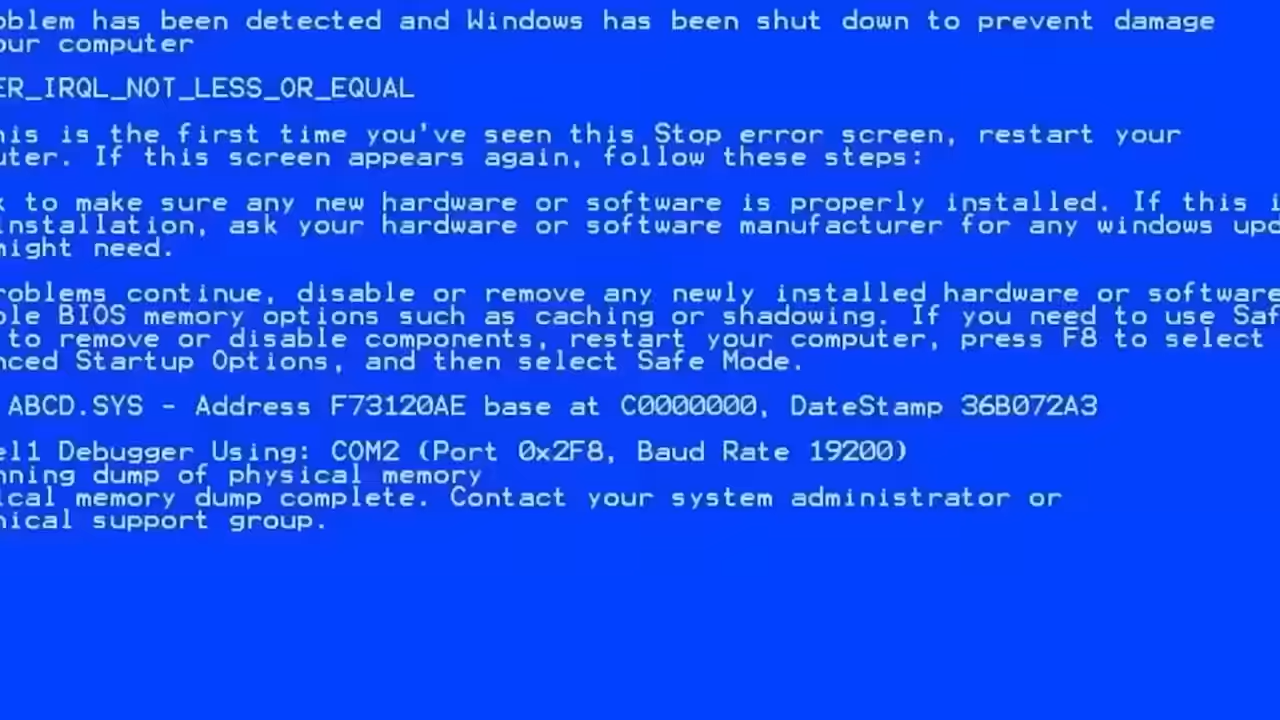 oblem has been detected and Windows has been shut down to prevent damage
our computer
ER_IRQL_NOT_LESS_OR_EQUAL
his is the first time you've seen this Stop error screen, restart your
uter. If this screen appears again, follow these steps:
k to make sure any new hardware or software is properly installed. If this i
installation, ask your hardware or software manufacturer for any windows upd
might need.
roblems continue, disable or remove any newly installed hardware or software
ble BIOS memory options such as caching or shadowing. If you need to use Saf
to remove or disable components, restart your computer, press F8 to select
nced Startup Options, and then select Safe Mode.
ABCD.SYS - Address F73120AE base at C0000000, DateStamp 36B072A3
el1 Debugger Using: COM2 (Port 0x2F8, Baud Rate 19200)
nning dump of physical memory
ical memory dump complete. Contact your system administrator or
nical support group.